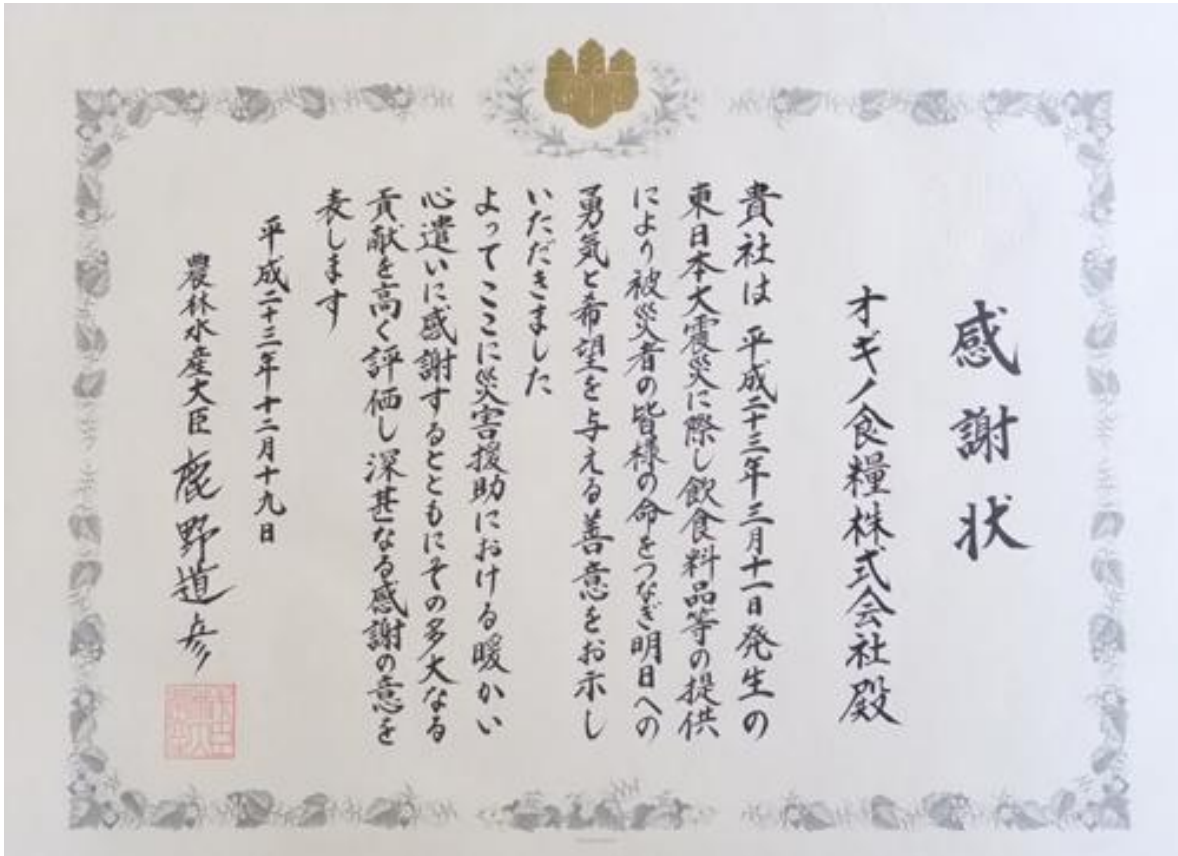 感謝状
オギノ食糧株式会社殿
貴社は 平成二十三年三月十一日発生の
東日本大震災に際し飲食料品等の提供
により被災者の皆様の命をつなぎ明日への
勇気と希望を与える善意をお示し
いただきました
よってここに災害援助における暖かい
心遣いに感謝するとともにその多大なる
貢献を高く評価し深甚なる感謝の意を
表します
平成二十三年十二月十九日
農林水産大臣 鹿野道彦